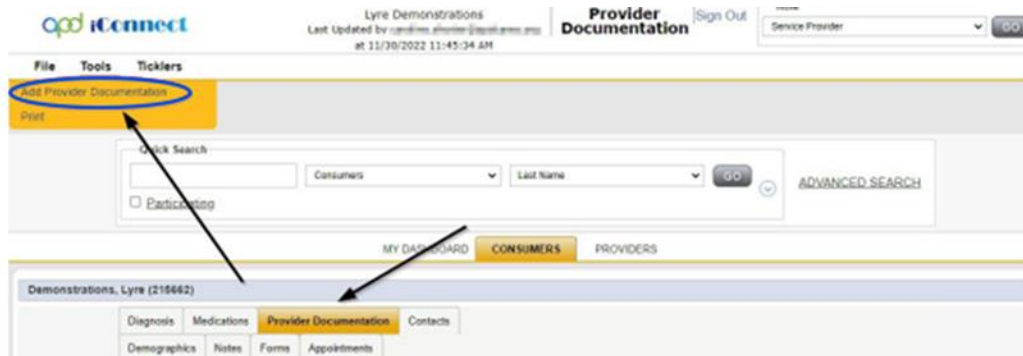 apd iConnect
Lyre Demonstrations
Last Updated by
at 11/30/2022 11:45:34 AM
Provider
Documentation
Sign Out
Service Provider
GO
File Tools Ticklers
Add Provider Documentation
Print
Quick Search
Consumers Last Name GO
Participating
ADVANCED SEARCH
MY DASHBOARD CONSUMERS PROVIDERS
Demonstrations, Lyre (215662)
Diagnosis Medications Provider Documentation Contacts
Demographics Notes Forms Appointments